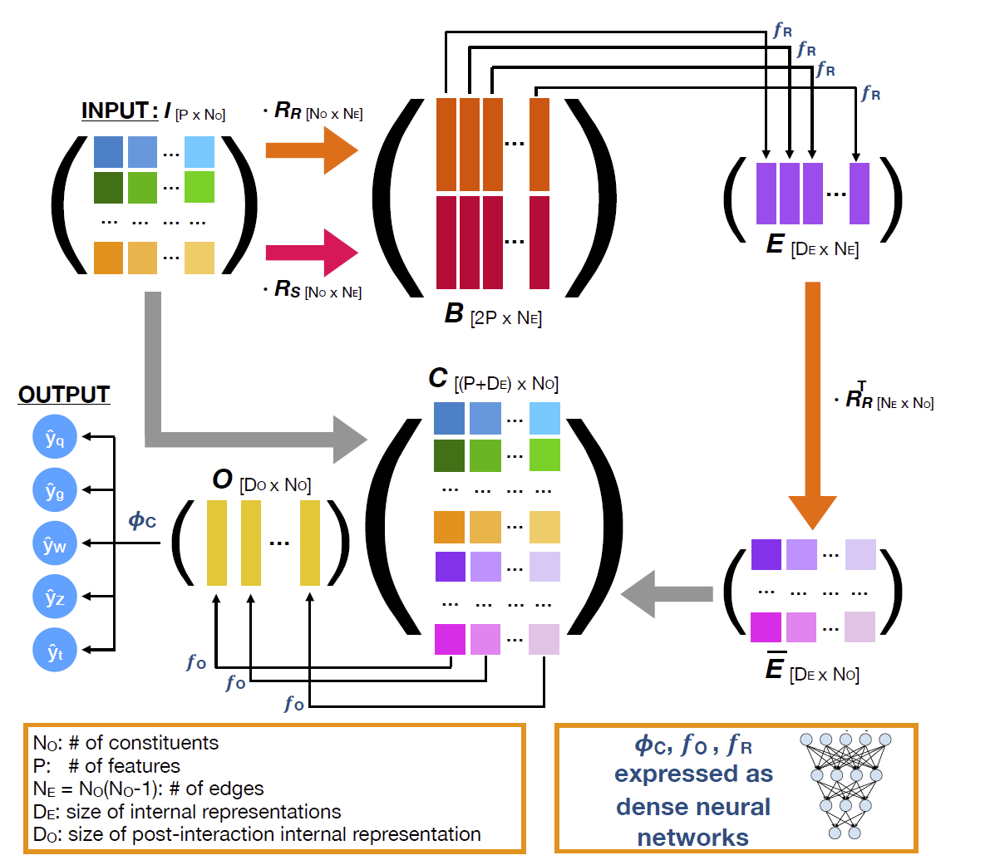 INPUT: I [P x NO]
· RR [NO x NE]
· RS [NO x NE]
... ... ... ...
fR
fR
fR
fR
B [2P x NE]
E [DE x NE]
· RTR [NE x NO]
C [(P+DE) x NO]
OUTPUT
ŷq
ŷg
ŷw
ŷz
ŷt
ϕC
O [DO x NO]
fO
fO
fO
E̅ [DE x NO]
NO: # of constituents
P: # of features
NE = NO(NO-1): # of edges
DE: size of internal representations
DO: size of post-interaction internal representation
ϕC, fO , fR
expressed as
dense neural
networks